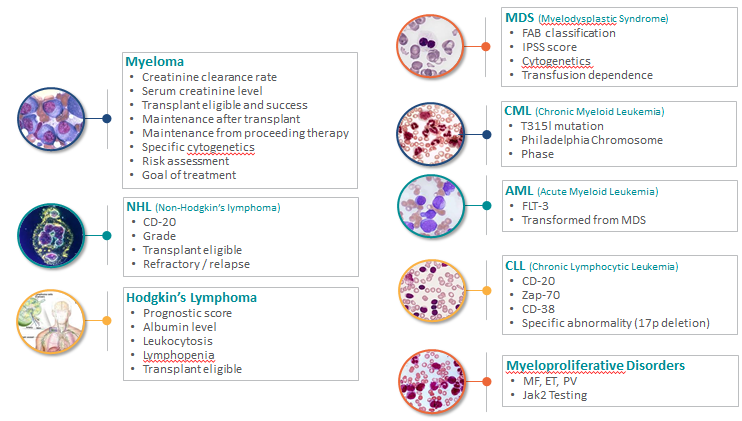 Myeloma
• Creatinine clearance rate
• Serum creatinine level
• Transplant eligible and success
• Maintenance after transplant
• Maintenance from proceeding therapy
• Specific cytogenetics
• Risk assessment
• Goal of treatment
NHL (Non-Hodgkin's lymphoma)
• CD-20
• Grade
• Transplant eligible
• Refractory / relapse
Hodgkin's Lymphoma
• Prognostic score
• Albumin level
• Leukocytosis
• Lymphopenia
• Transplant eligible
MDS (Myelodysplastic Syndrome)
• FAB classification
• IPSS score
• Cytogenetics
• Transfusion dependence
CML (Chronic Myeloid Leukemia)
• T315l mutation
• Philadelphia Chromosome
• Phase
AML (Acute Myeloid Leukemia)
• FLT-3
• Transformed from MDS
CLL (Chronic Lymphocytic Leukemia)
• CD-20
• Zap-70
• CD-38
• Specific abnormality (17p deletion)
Myeloproliferative Disorders
• MF, ET, PV
• Jak2 Testing